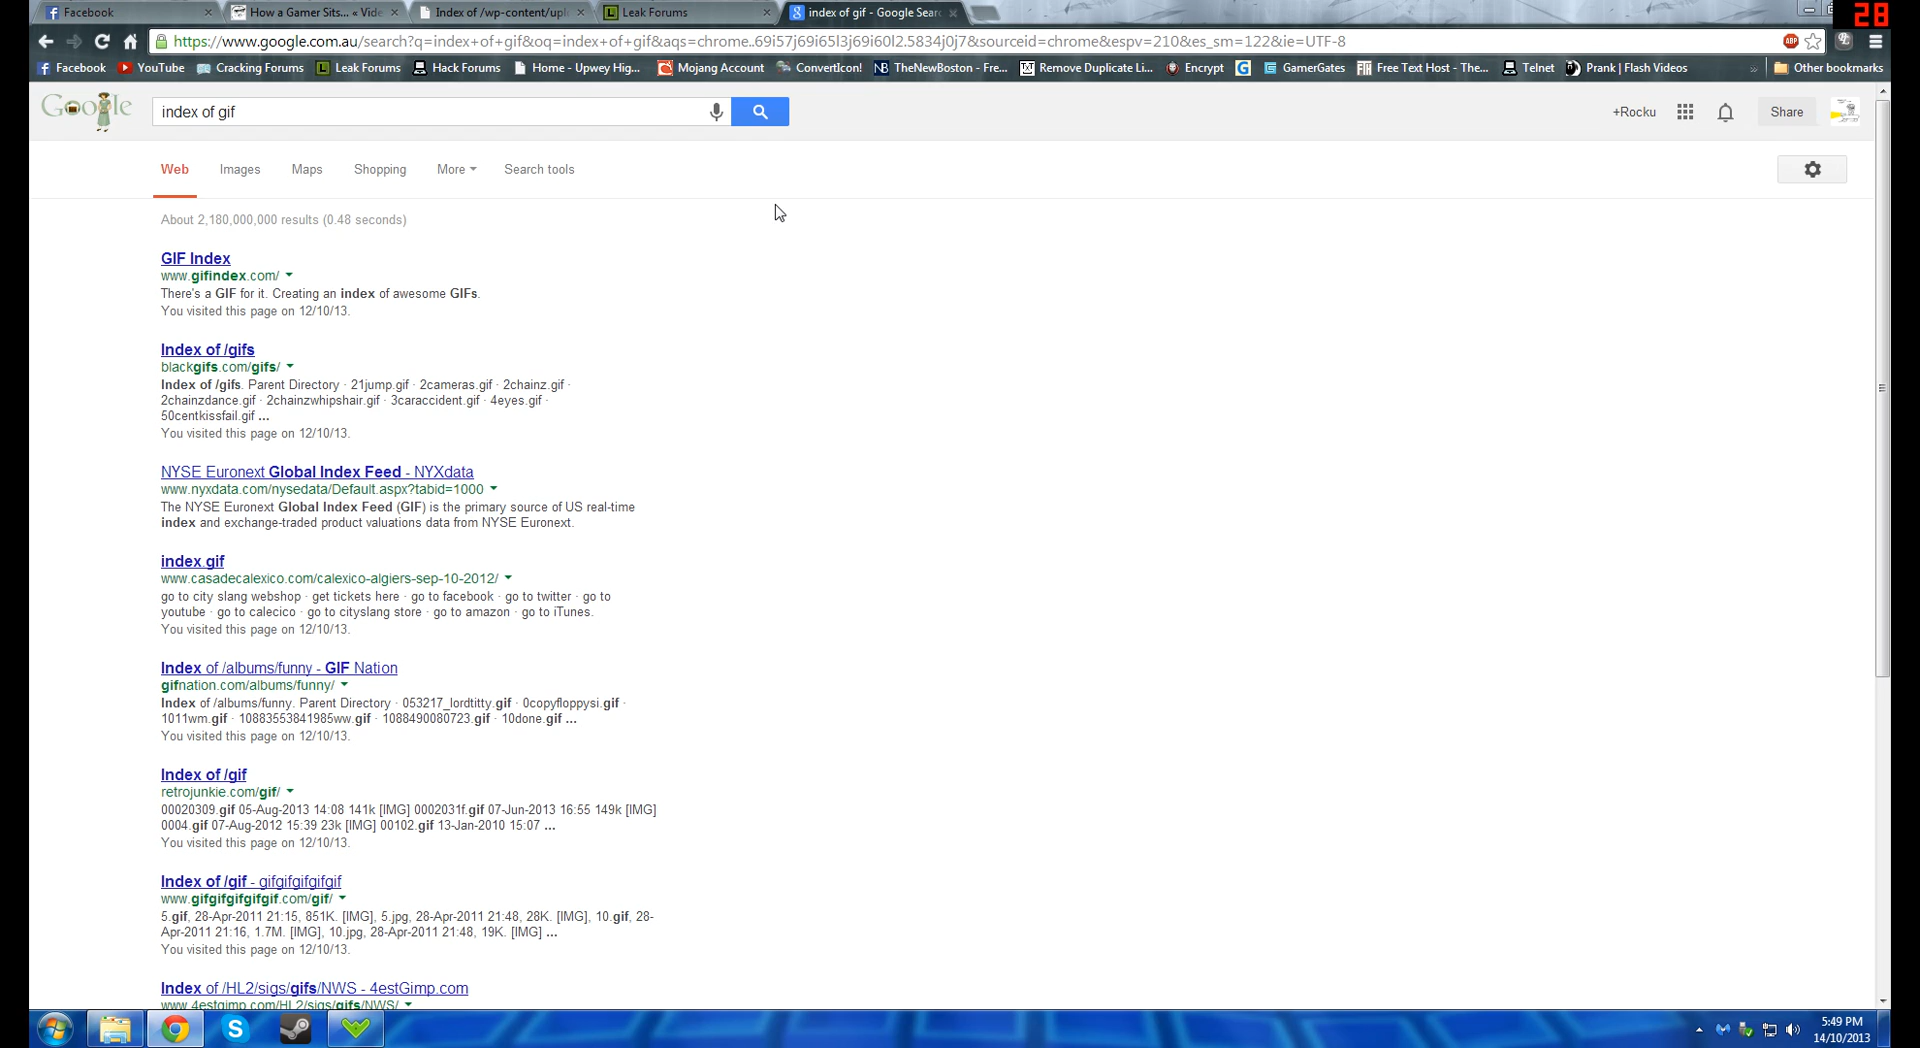 Facebook
How a Gamer Sits... « Vide
Index of /wp-content/upl
Leak Forums
index of gif - Google Sear
28
https://www.google.com.au/search?q=index+of+gif&oq=index+of+gif&aqs=chrome..69i57j69i65l3j69i60l2.5834j0j7&sourceid=chrome&espv=210&es_sm=122&ie=UTF-8
ABP
Facebook
YouTube
Cracking Forums
Leak Forums
Hack Forums
Home - Upwey Hig...
Mojang Account
ConvertIcon!
TheNewBoston - Fre...
Remove Duplicate Li...
Encrypt
GamerGates
Free Text Host - The...
Telnet
Prank | Flash Videos
»
Other bookmarks
Google
index of gif
+Rocku
Share
Web
Images
Maps
Shopping
More
Search tools
About 2,180,000,000 results (0.48 seconds)
GIF Index
www.gifindex.com/
There's a GIF for it. Creating an index of awesome GIFs.
You visited this page on 12/10/13.
Index of /gifs
blackgifs.com/gifs/
Index of /gifs. Parent Directory · 21jump.gif · 2cameras.gif · 2chainz.gif ·
2chainzdance.gif · 2chainzwhipshair.gif · 3caraccident.gif · 4eyes.gif ·
50centkissfail.gif ...
You visited this page on 12/10/13.
NYSE Euronext Global Index Feed - NYXdata
www.nyxdata.com/nysedata/Default.aspx?tabid=1000
The NYSE Euronext Global Index Feed (GIF) is the primary source of US real-time
index and exchange-traded product valuations data from NYSE Euronext.
index.gif
www.casadecalexico.com/calexico-algiers-sep-10-2012/
go to city slang webshop · get tickets here · go to facebook · go to twitter · go to
youtube · go to calecico · go to cityslang store · go to amazon · go to iTunes.
You visited this page on 12/10/13.
Index of /albums/funny - GIF Nation
gifnation.com/albums/funny/
Index of /albums/funny. Parent Directory · 053217_lordtitty.gif · 0copyfloppysi.gif ·
1011wm.gif · 10883553841985ww.gif · 1088490080723.gif · 10done.gif ...
You visited this page on 12/10/13.
Index of /gif
retrojunkie.com/gif/
00020309.gif 05-Aug-2013 14:08 141k [IMG] 0002031f.gif 07-Jun-2013 16:55 149k [IMG]
0004.gif 07-Aug-2012 15:39 23k [IMG] 00102.gif 13-Jan-2010 15:07 ...
You visited this page on 12/10/13.
Index of /gif - gifgifgifgifgif
www.gifgifgifgifgif.com/gif/
5.gif, 28-Apr-2011 21:15, 851K. [IMG], 5.jpg, 28-Apr-2011 21:48, 28K. [IMG], 10.gif, 28-
Apr-2011 21:16, 1.7M. [IMG], 10.jpg, 28-Apr-2011 21:48, 19K. [IMG] ...
You visited this page on 12/10/13.
Index of /HL2/sigs/gifs/NWS - 4estGimp.com
www.4estgimp.com/HL2/sigs/gifs/NWS/
5:49 PM
14/10/2013